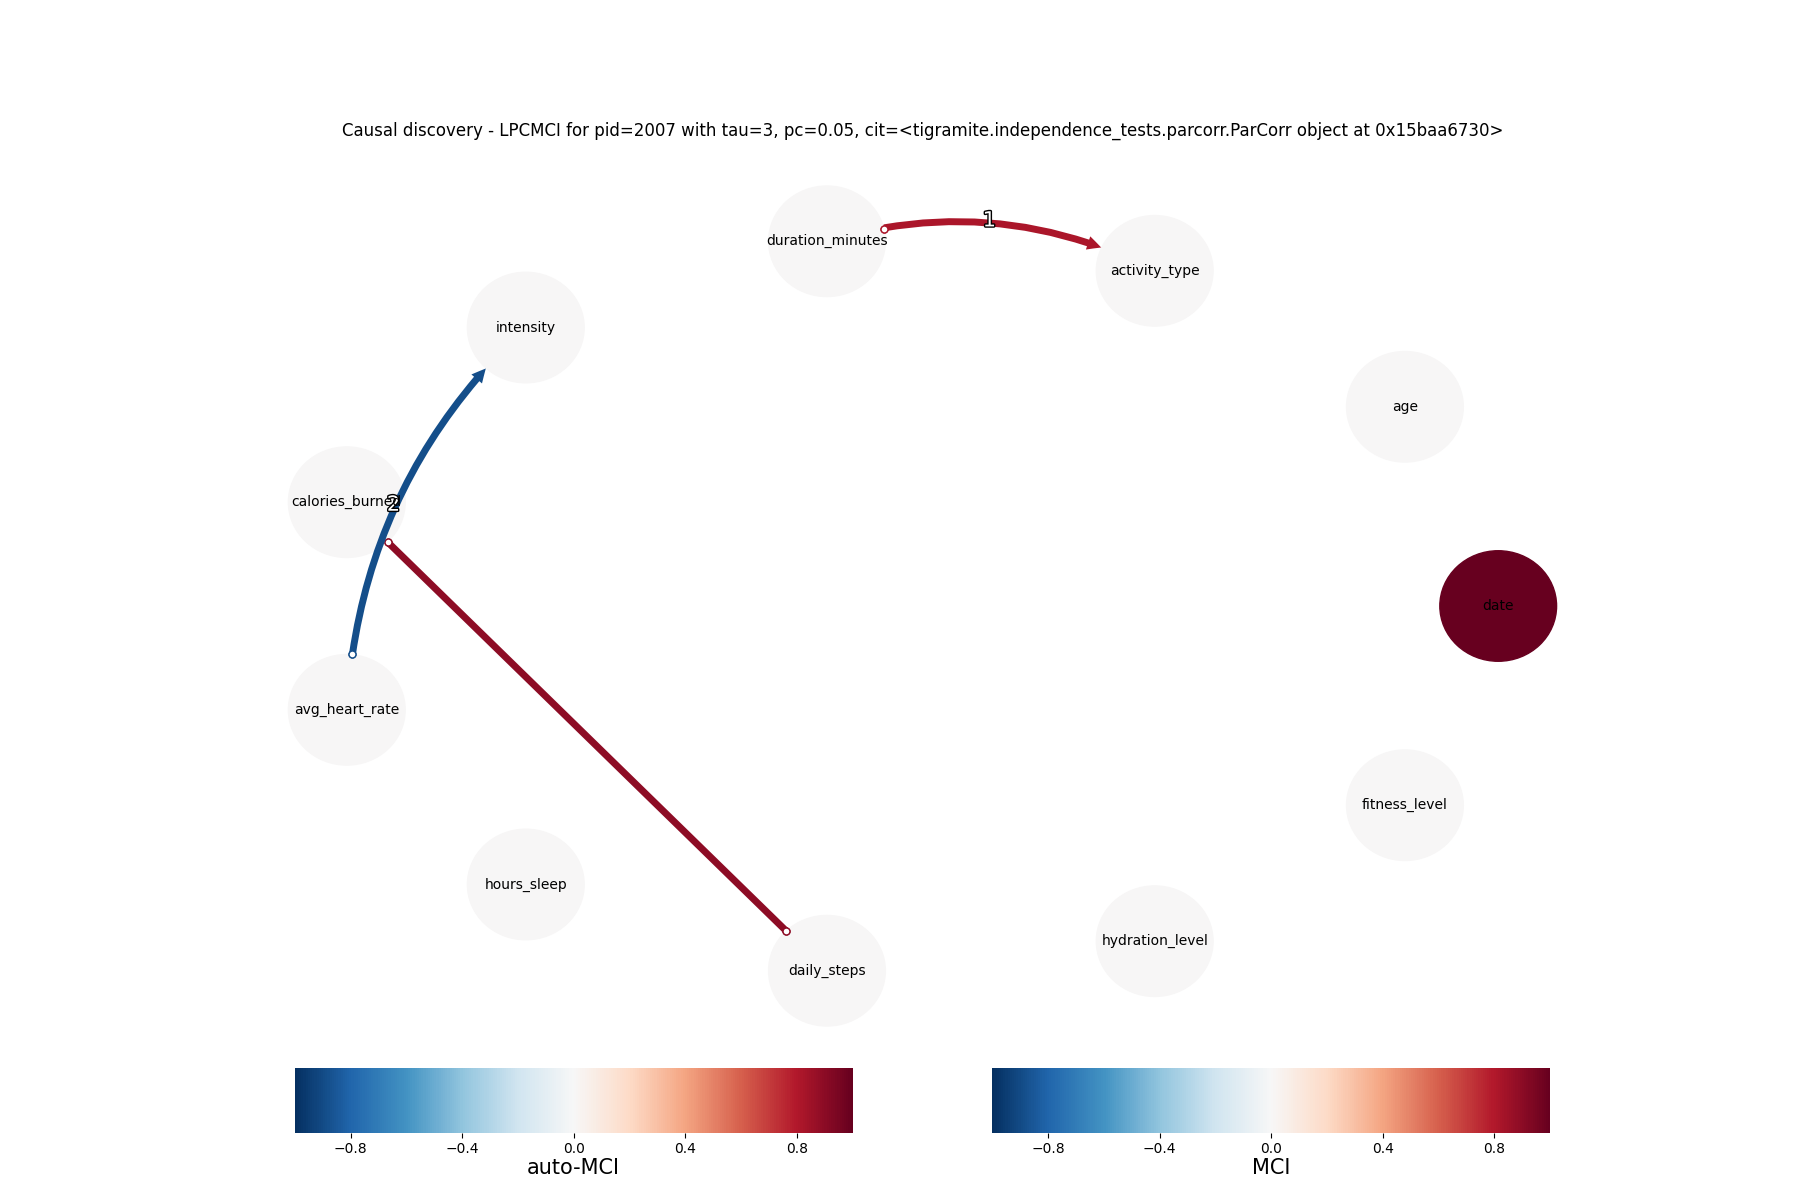 Causal discovery - LPCMCI for pid=2007 with tau=3, pc=0.05, cit=<tigramite.independence_tests.parcorr.ParCorr object at 0x15baa6730>
1
duration_minutes
activity_type
intensity
age
calories_burned
2
date
avg_heart_rate
fitness_level
hours_sleep
hydration_level
daily_steps
−0.8 −0.4 0.0 0.4 0.8
auto-MCI
−0.8 −0.4 0.0 0.4 0.8
MCI